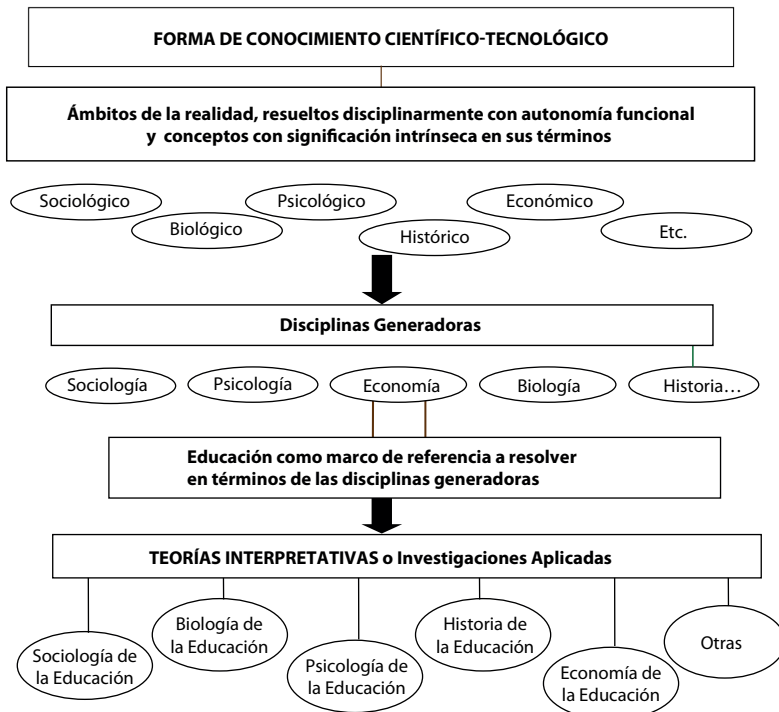 FORMA DE CONOCIMIENTO CIENTÍFICO-TECNOLÓGICO
Ámbitos de la realidad, resueltos disciplinarmente con autonomía funcional
y conceptos con significación intrínseca en sus términos
Sociológico
Psicológico
Económico
Biológico
Histórico
Etc.
Disciplinas Generadoras
Sociología
Psicología
Economía
Biología
Historia...
Educación como marco de referencia a resolver
en términos de las disciplinas generadoras
TEORÍAS INTERPRETATIVAS o Investigaciones Aplicadas
Sociología de
la Educación
Biología de
la Educación
Psicología de
la Educación
Historia de
la Educación
Economía de
la Educación
Otras